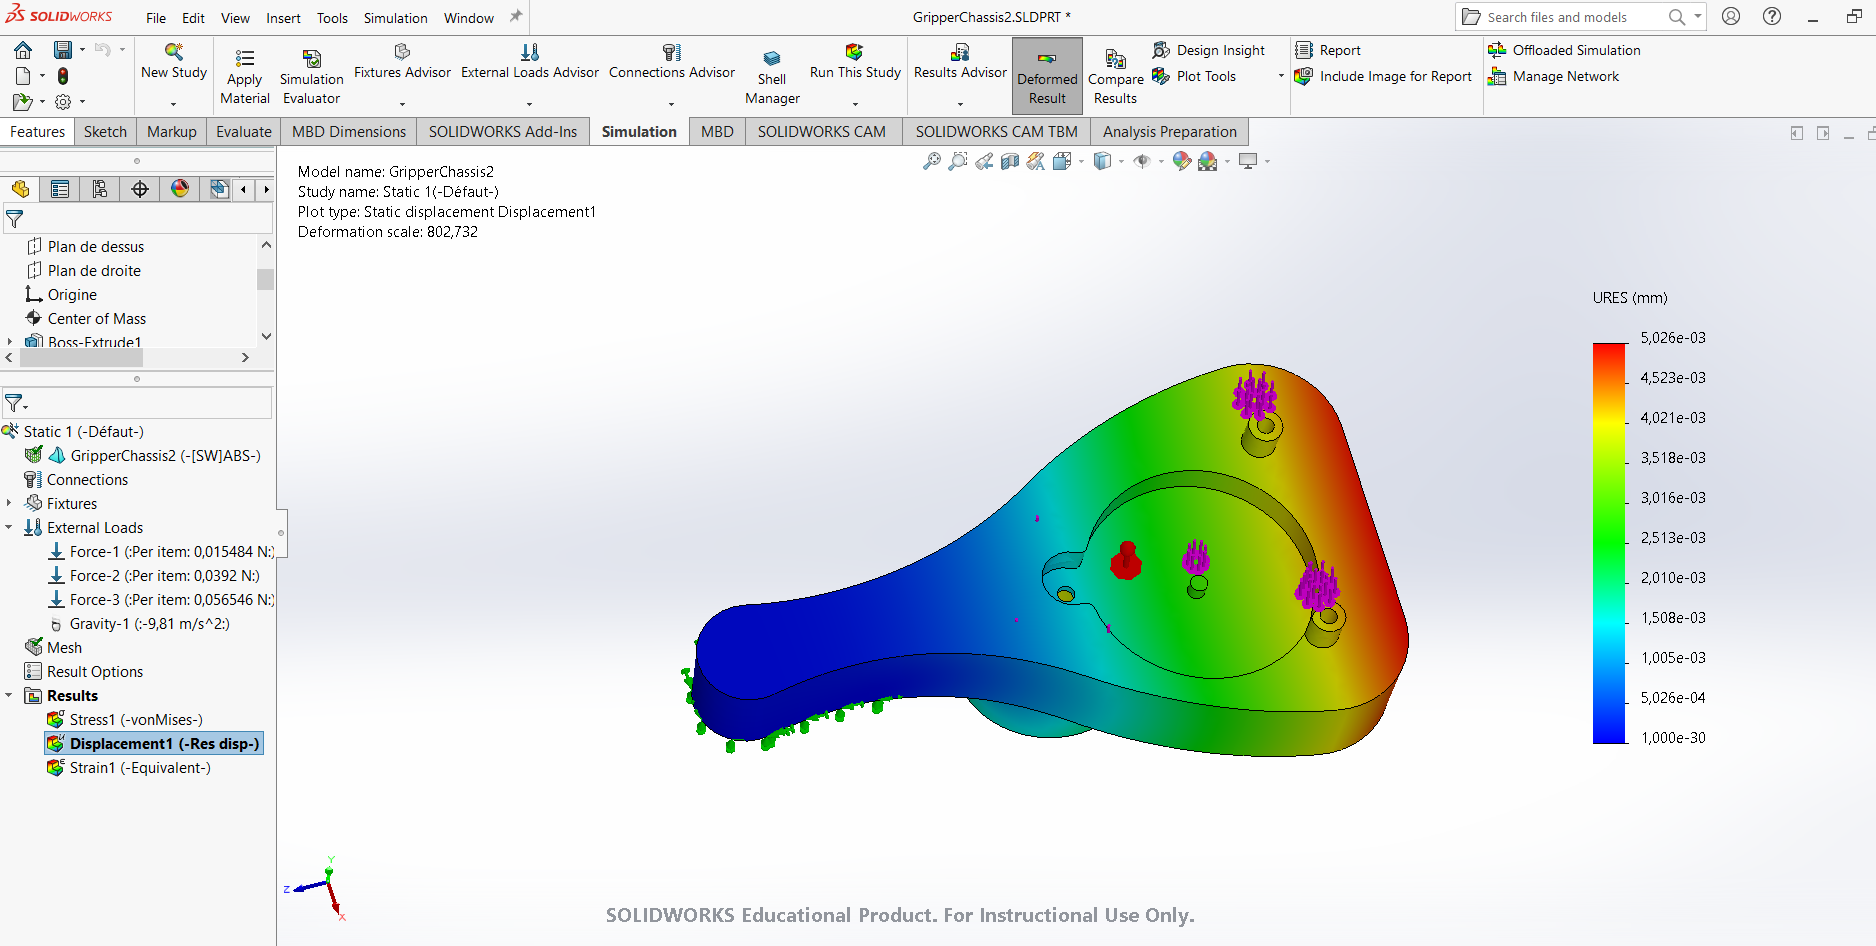 SOLIDWORKS File Edit View Insert Tools Simulation Window GripperChassis2.SLDPRT * Search files and models
New Study
Apply Material
Simulation Evaluator
Fixtures Advisor
External Loads Advisor
Connections Advisor
Shell Manager
Run This Study
Results Advisor
Deformed Result
Compare Results
Design Insight
Plot Tools
Report
Include Image for Report
Offloaded Simulation
Manage Network
Features Sketch Markup Evaluate MBD Dimensions SOLIDWORKS Add-Ins Simulation MBD SOLIDWORKS CAM SOLIDWORKS CAM TBM Analysis Preparation
Plan de dessus
Plan de droite
Origine
Center of Mass
Boss-Extrude1
Static 1 (-Défaut-)
GripperChassis2 (-[SW]ABS-)
Connections
Fixtures
External Loads
Force-1 (:Per item: 0,015484 N:)
Force-2 (:Per item: 0,0392 N:)
Force-3 (:Per item: 0,056546 N:)
Gravity-1 (:-9,81 m/s^2:)
Mesh
Result Options
Results
Stress1 (-vonMises-)
Displacement1 (-Res disp-)
Strain1 (-Equivalent-)
Model name: GripperChassis2
Study name: Static 1(-Défaut-)
Plot type: Static displacement Displacement1
Deformation scale: 802,732
URES (mm)
5,026e-03
4,523e-03
4,021e-03
3,518e-03
3,016e-03
2,513e-03
2,010e-03
1,508e-03
1,005e-03
5,026e-04
1,000e-30
Y
Z
X
SOLIDWORKS Educational Product. For Instructional Use Only.